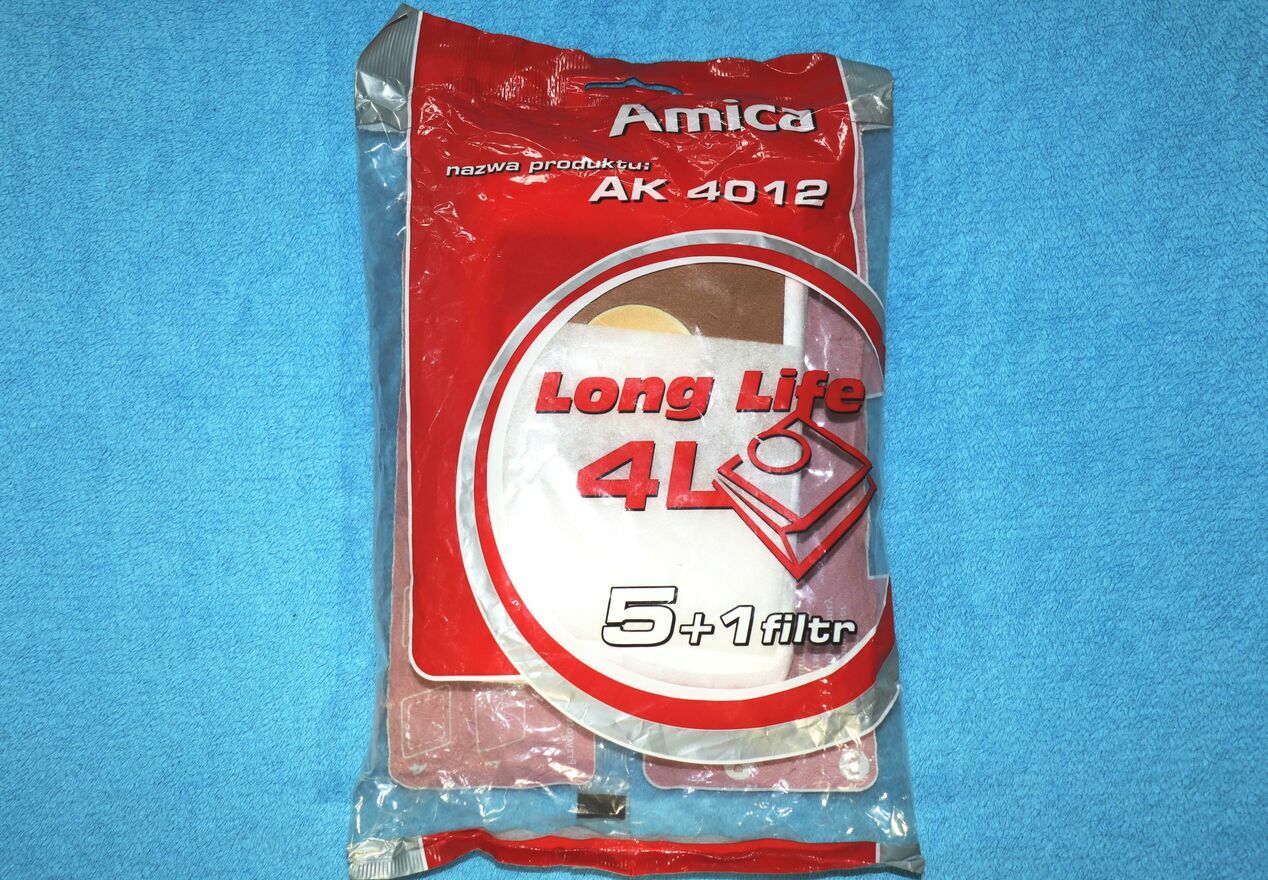 Amica
nazwa produktu:
AK 4012
Long Life
4L
5+1 filtr